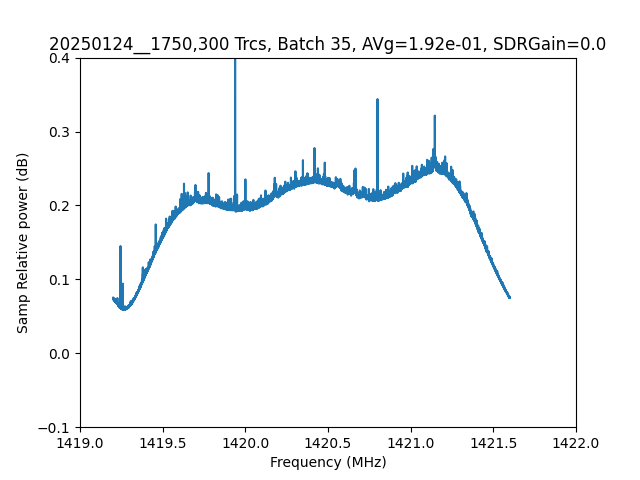 20250124__1750,300 Trcs, Batch 35, AVg=1.92e-01, SDRGain=0.0
0.4
0.3
0.2
0.1
0.0
−0.1
Samp Relative power (dB)
1419.0 1419.5 1420.0 1420.5 1421.0 1421.5 1422.0
Frequency (MHz)